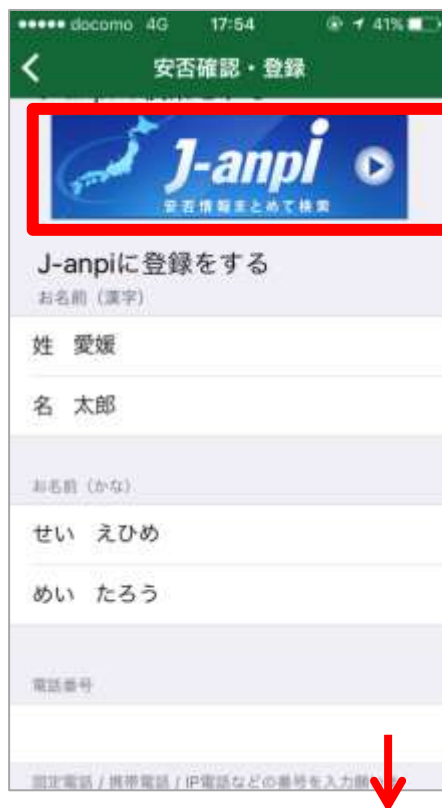 docomo 4G 17:54 41%
安否確認・登録
J-anpi
安否情報まとめて検索
J-anpiに登録をする
お名前（漢字）
姓 愛媛
名 太郎
お名前（かな）
せい えひめ
めい たろう
電話番号
固定電話 / 携帯電話 / IP電話などの番号を入力